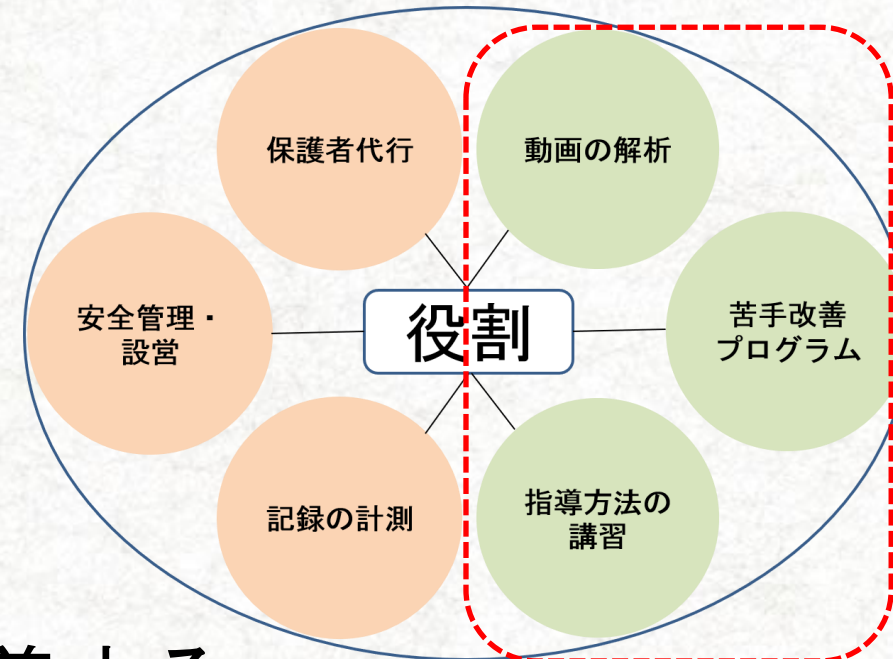 保護者代行
動画の解析
安全管理・
設営
役割
苦手改善
プログラム
記録の計測
指導方法の
講習